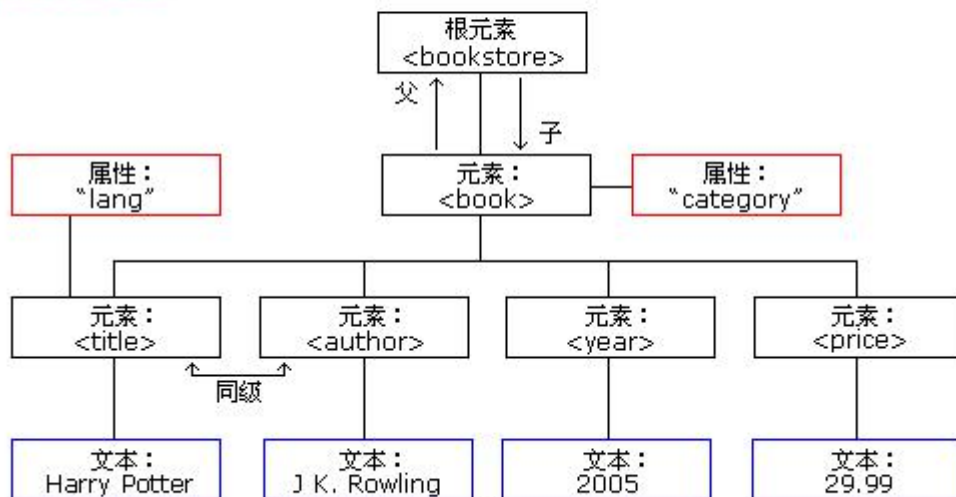 根元素
<bookstore>
父
子
属性：
“lang”
元素：
<book>
属性：
“category”
元素：
<title>
元素：
<author>
元素：
<year>
元素：
<price>
同级
文本：
Harry Potter
文本：
J K. Rowling
文本：
2005
文本：
29.99